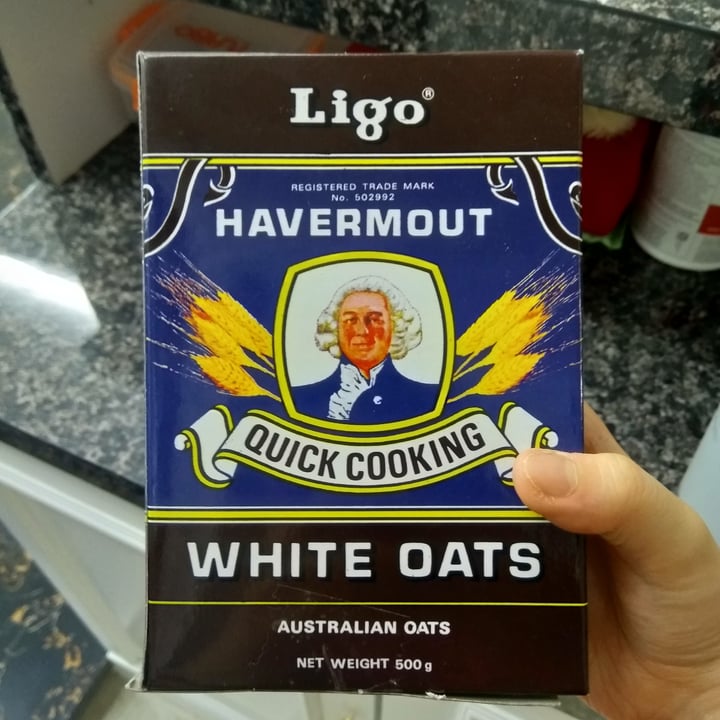 Ligo®
REGISTERED TRADE MARK
No. 502992
HAVERMOUT
QUICK COOKING
WHITE OATS
AUSTRALIAN OATS
NET WEIGHT 500g